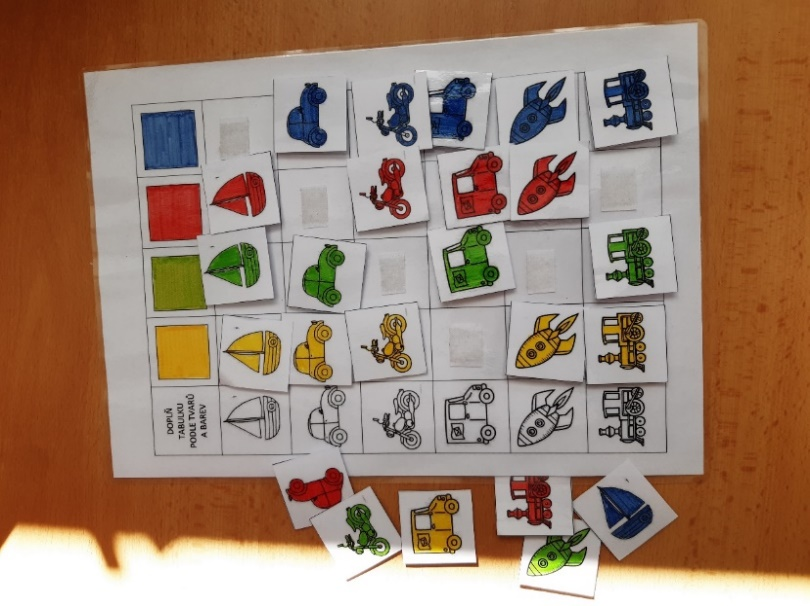 DOPLŇ
TABULKU
PODLE TVARŮ
A BAREV